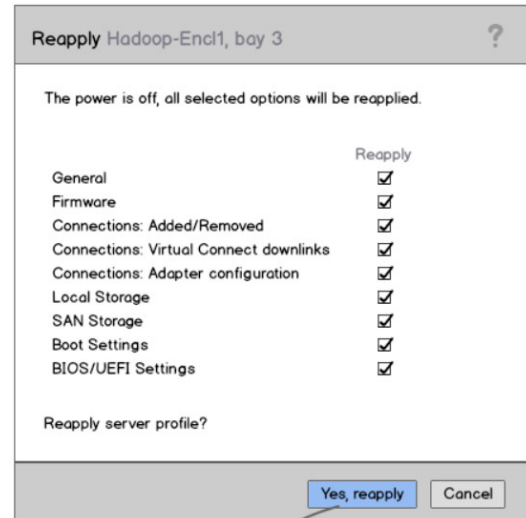 Reapply Hadoop-Encl1, bay 3 ?
The power is off, all selected options will be reapplied.
Reapply
General
Firmware
Connections: Added/Removed
Connections: Virtual Connect downlinks
Connections: Adapter configuration
Local Storage
SAN Storage
Boot Settings
BIOS/UEFI Settings
Reapply server profile?
Yes, reapply Cancel